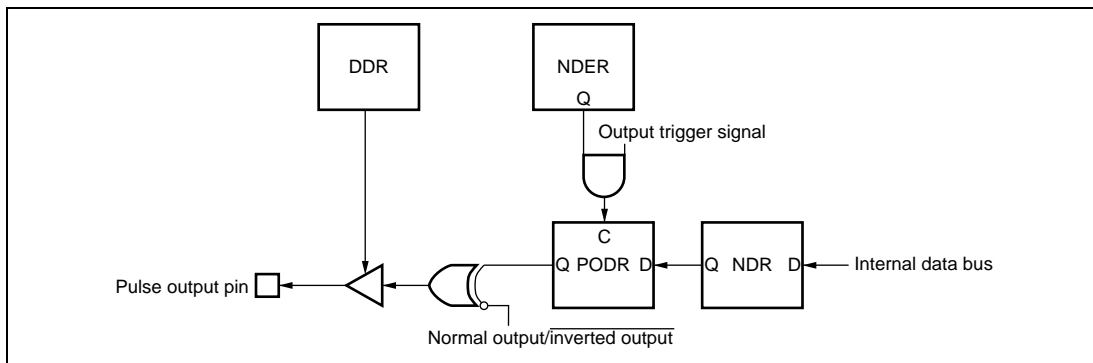 DDR
NDER
Q
Output trigger signal
C
Q PODR D
Q NDR D
Internal data bus
Pulse output pin
Normal output/inverted output